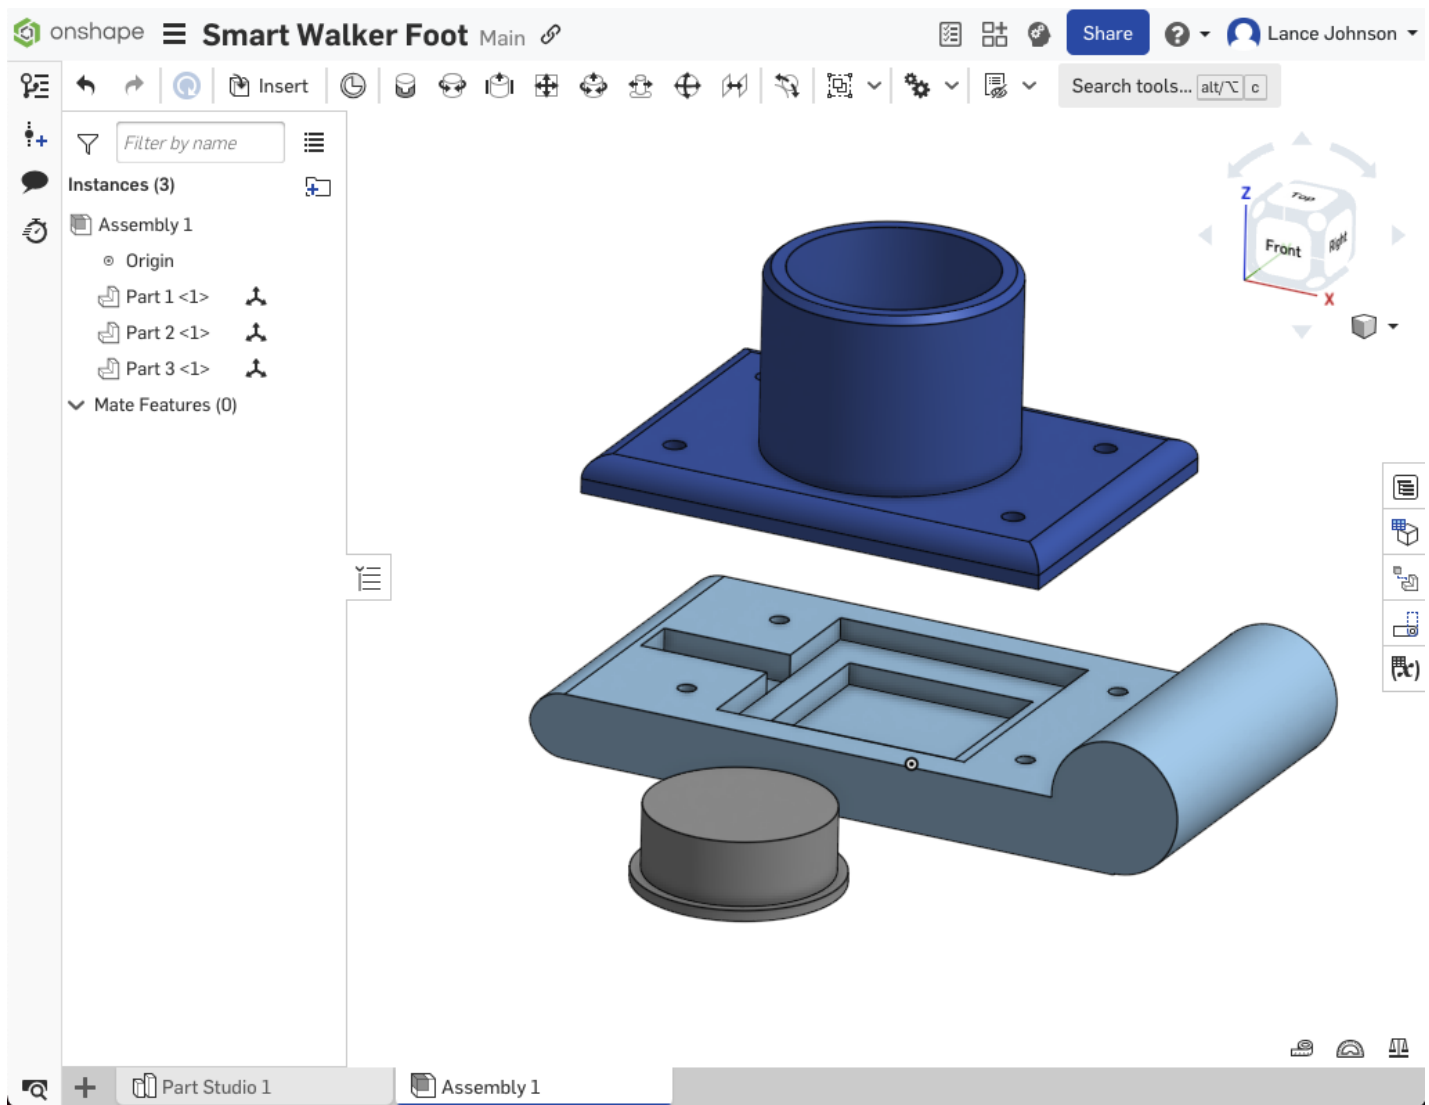 onshape Smart Walker Foot Main Share Lance Johnson
Insert Search tools... alt/⌥ c
Filter by name
Instances (3)
Assembly 1
Origin
Part 1 <1>
Part 2 <1>
Part 3 <1>
Mate Features (0)
Z
Top
Front
Right
X
(x)
Part Studio 1
Assembly 1